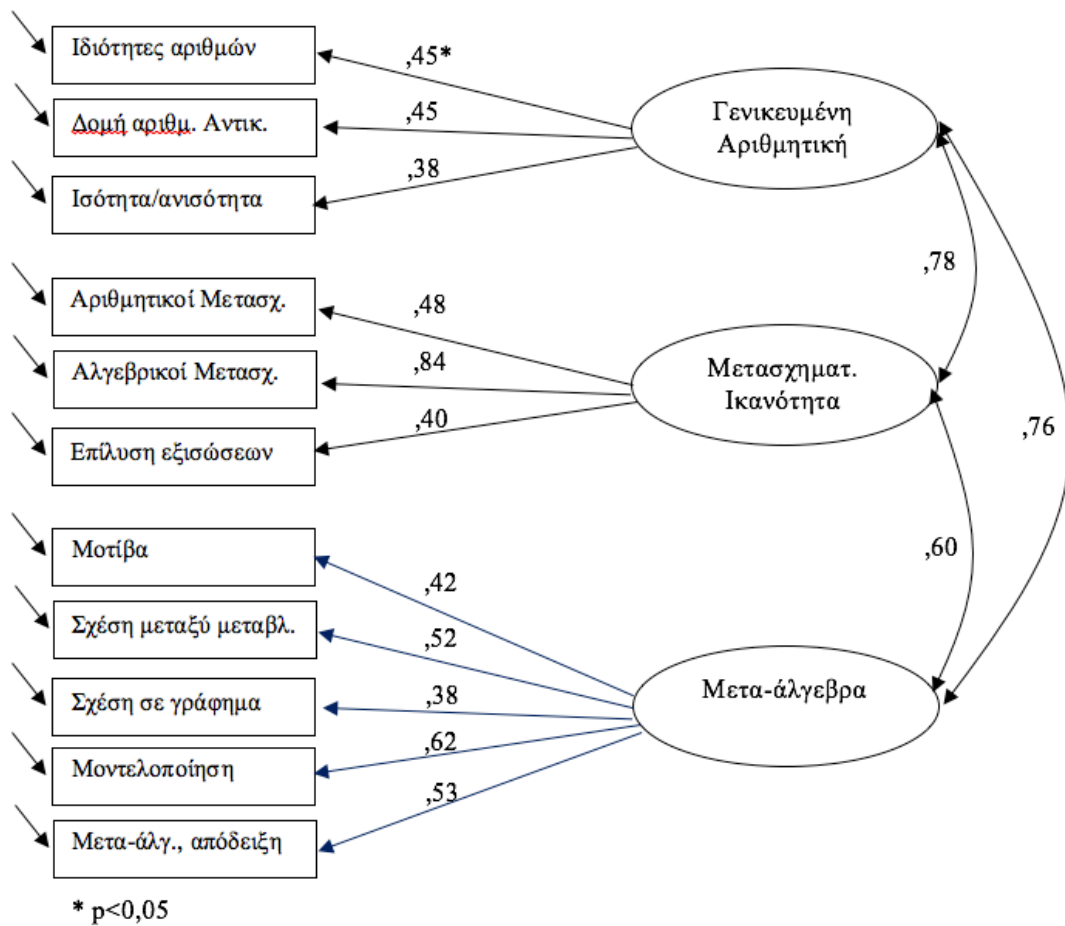 Ιδιότητες αριθμών
,45*
Γενικευμένη
Αριθμητική
Δομή αριθμ. Αντικ.
,45
Ισότητα/ανισότητα
,38
,78
Αριθμητικοί Μετασχ.
,48
Αλγεβρικοί Μετασχ.
,84
Μετασχηματ.
Ικανότητα
Επίλυση εξισώσεων
,40
,76
,60
Μοτίβα
,42
Σχέση μεταξύ μεταβλ.
,52
Σχέση σε γράφημα
,38
Μετα-άλγεβρα
Μοντελοποίηση
,62
Μετα-άλγ., απόδειξη
,53
* p<0,05